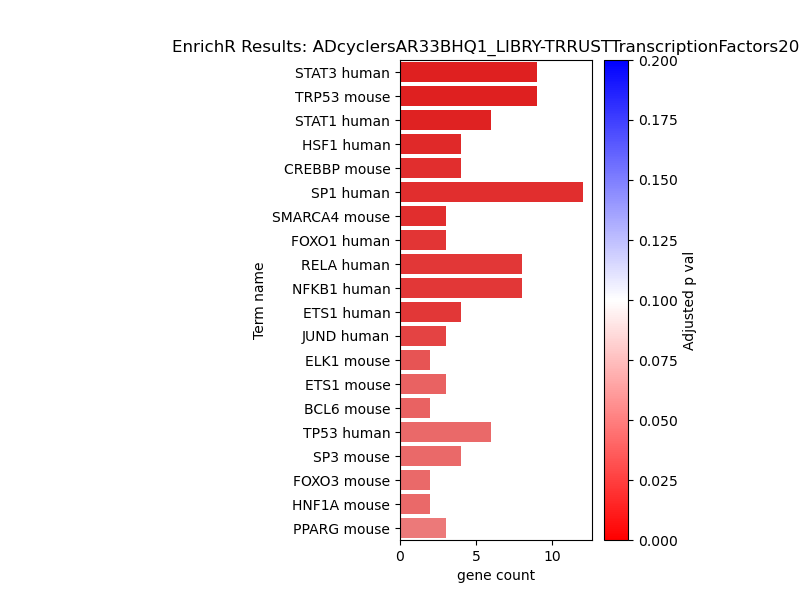 EnrichR Results: ADcyclersAR33BHQ1_LIBRY-TRRUSTTranscriptionFactors20
STAT3 human
TRP53 mouse
STAT1 human
HSF1 human
CREBBP mouse
SP1 human
SMARCA4 mouse
FOXO1 human
RELA human
NFKB1 human
ETS1 human
JUND human
ELK1 mouse
ETS1 mouse
BCL6 mouse
TP53 human
SP3 mouse
FOXO3 mouse
HNF1A mouse
PPARG mouse
Term name
0 5 10
gene count
0.200
0.175
0.150
0.125
0.100
0.075
0.050
0.025
0.000
Adjusted p val